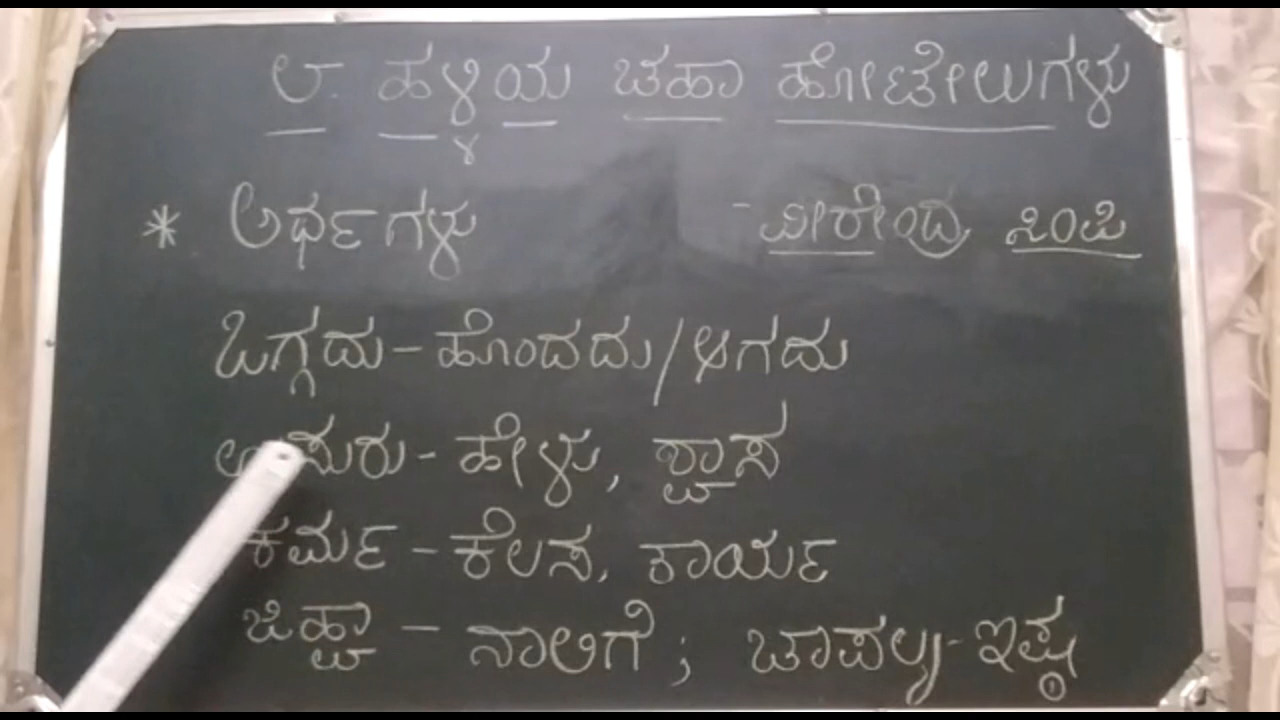 ೮. ಹಳ್ಳಿಯ ಚಹಾ ಹೋಟೇಲುಗಳು
* ಅರ್ಥಗಳು - ವೀರೇಂದ್ರ ಸಿಂಪಿ
ಒಗ್ಗದು - ಹೊಂದದು/ಆಗದು
ಹೇಳು, ಶ್ವಾಸ
ಕರ್ಮ - ಕೆಲಸ, ಕಾರ್ಯ
ಜಿಹ್ವಾ - ನಾಲಿಗೆ; ಚಾಪಲ್ಯ - ಇಷ್ಟ